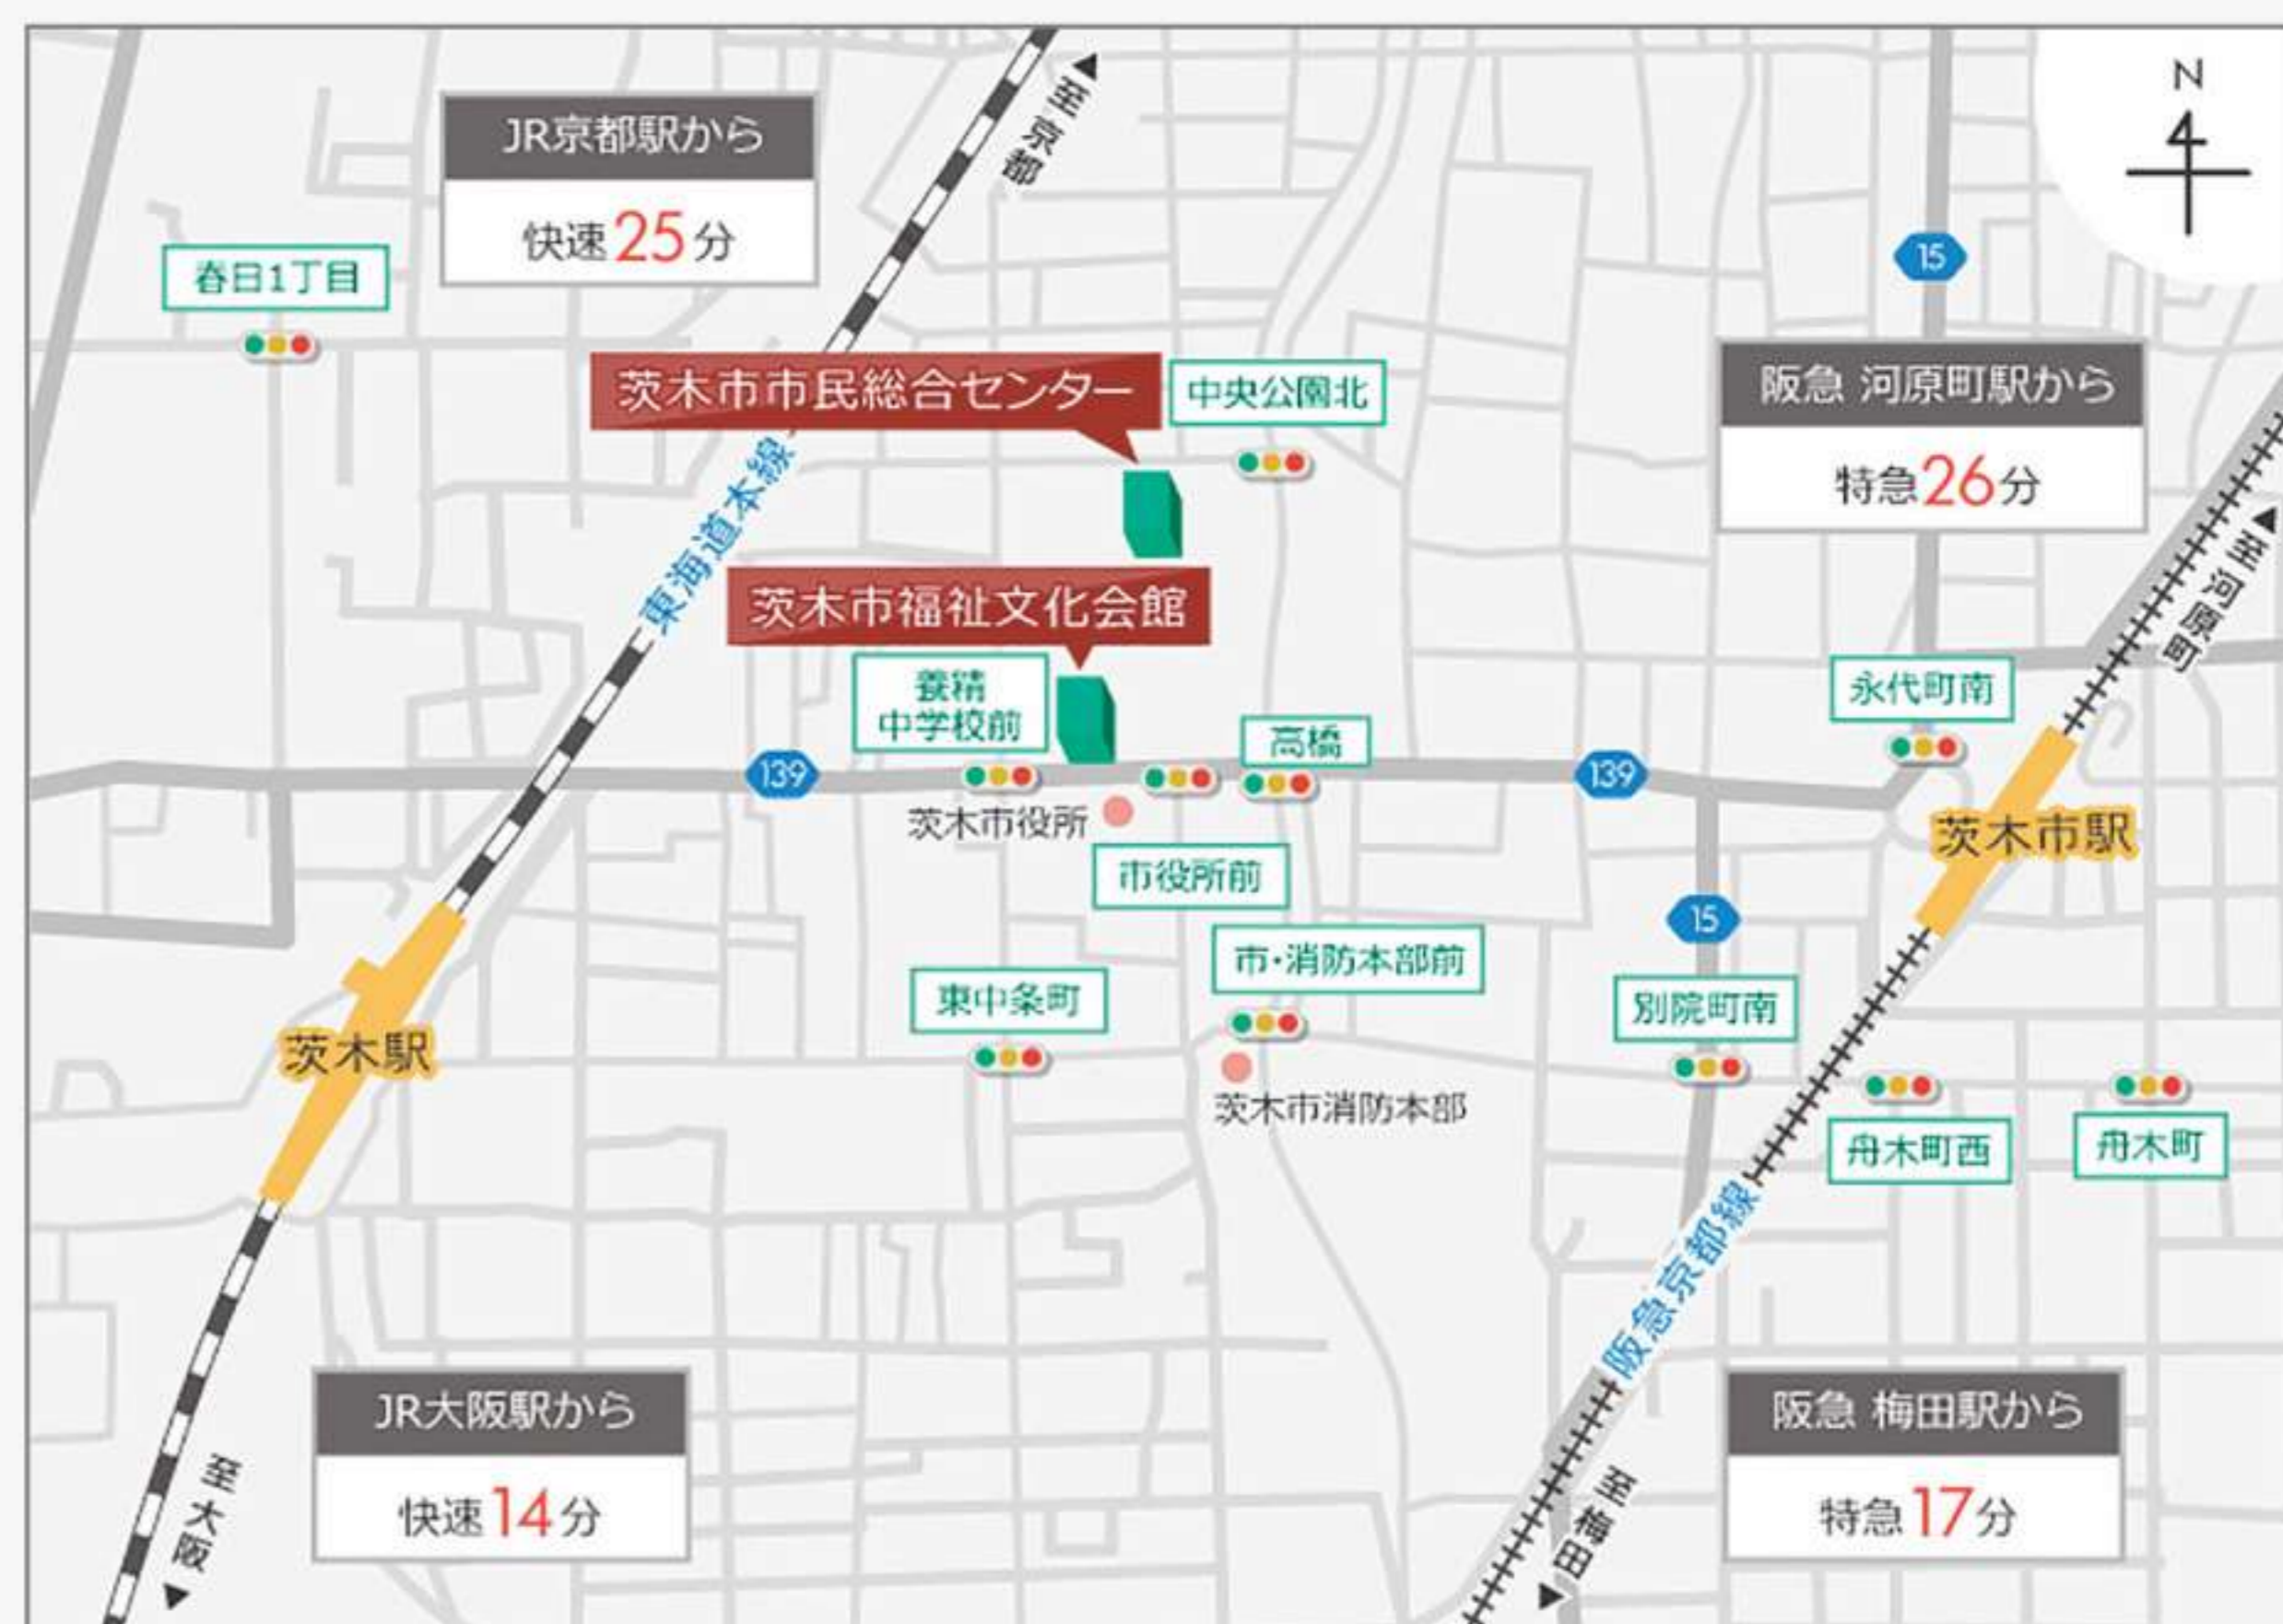 N
▲至京都
JR京都駅から
快速25分
春日1丁目
15
茨木市市民総合センター
中央公園北
阪急 河原町駅から
特急26分
東海道本線
▲至河原町
茨木市福祉文化会館
養精
中学校前
永代町南
高橋
139
139
茨木市役所
茨木市駅
市役所前
15
市・消防本部前
東中条町
別院町南
茨木駅
茨木市消防本部
舟木町西
舟木町
阪急京都線
JR大阪駅から
快速14分
阪急 梅田駅から
特急17分
至大阪▼
至梅田▼